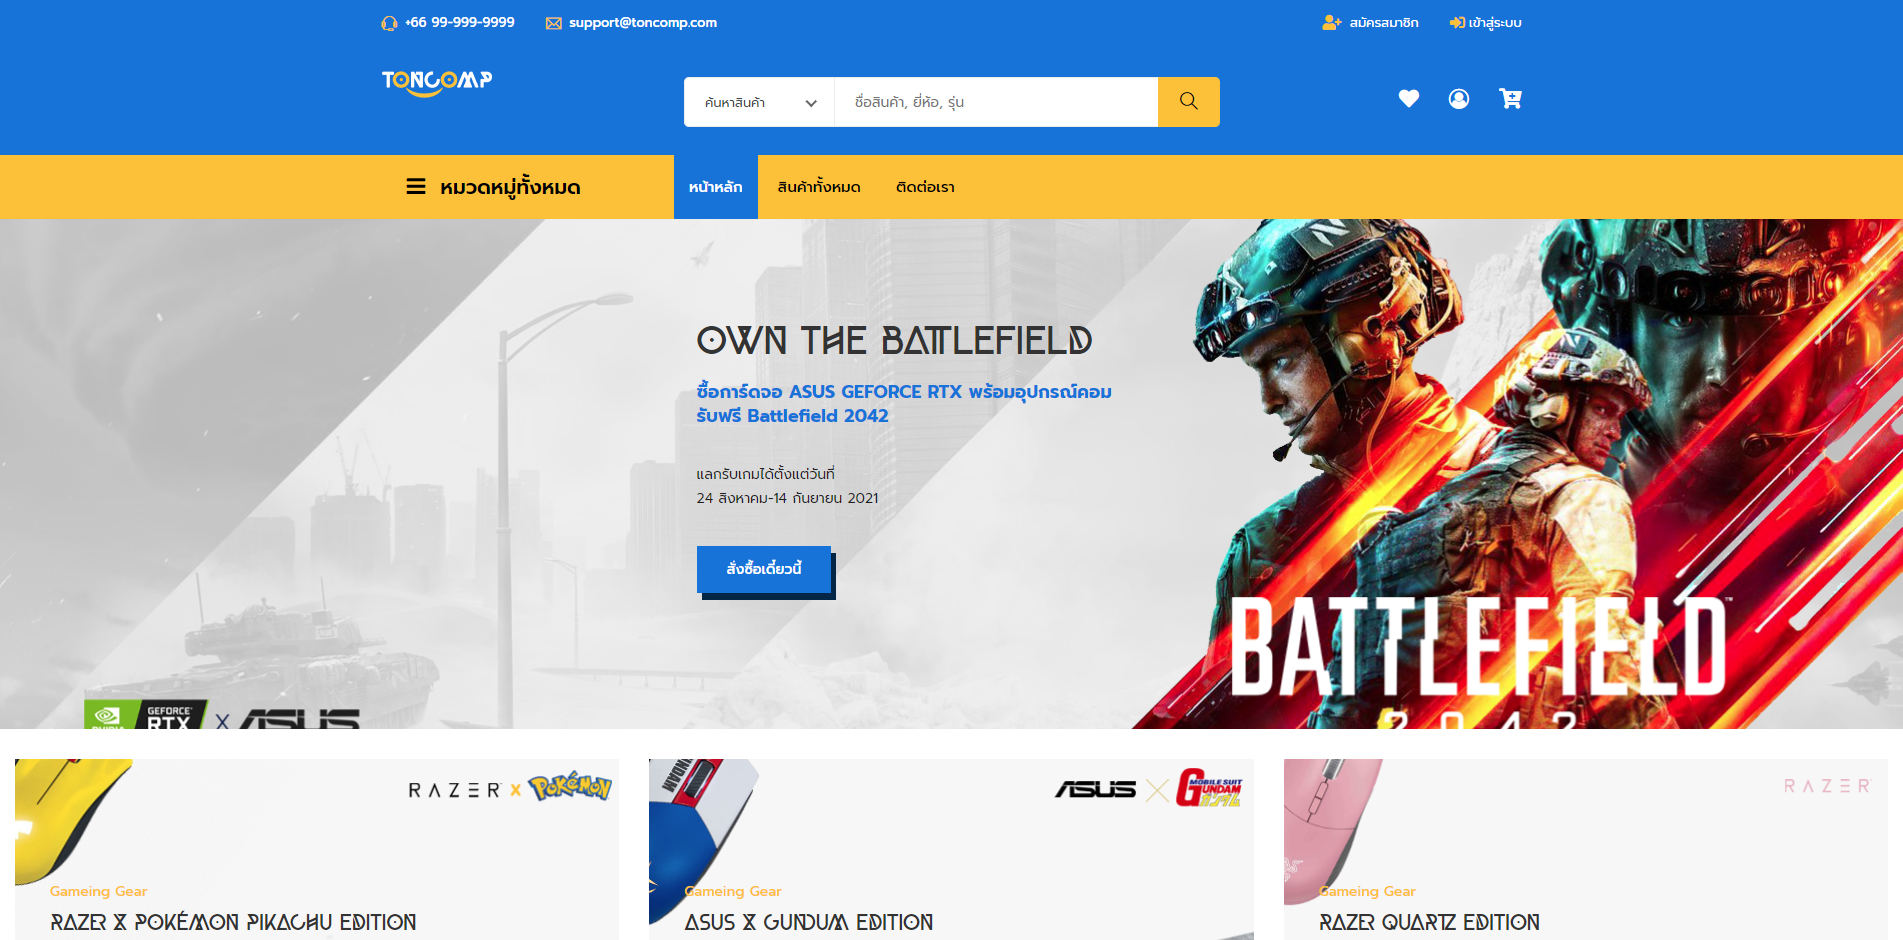 +66 99-999-9999
support@toncomp.com
สมัครสมาชิก
เข้าสู่ระบบ
TONCOMP
ค้นหาสินค้า
ชื่อสินค้า, ยี่ห้อ, รุ่น
หมวดหมู่ทั้งหมด
หน้าหลัก
สินค้าทั้งหมด
ติดต่อเรา
OWN THE BATTLEFIELD
ซื้อการ์ดจอ ASUS GEFORCE RTX พร้อมอุปกรณ์คอม
รับฟรี Battlefield 2042
แลกรับเกมได้ตั้งแต่วันที่
24 สิงหาคม-14 กันยายน 2021
สั่งซื้อเดี๋ยวนี้
BATTLEFIELD™
2042
NVIDIA GEFORCE RTX X ASUS
RAZER x POKÉMON
Gameing Gear
RAZER X POKÉMON PIKACHU EDITION
ASUS X MOBILE SUIT GUNDAM ガンダム
Gameing Gear
ASUS X GUNDUM EDITION
RAZER
Gameing Gear
RAZER QUARTZ EDITION